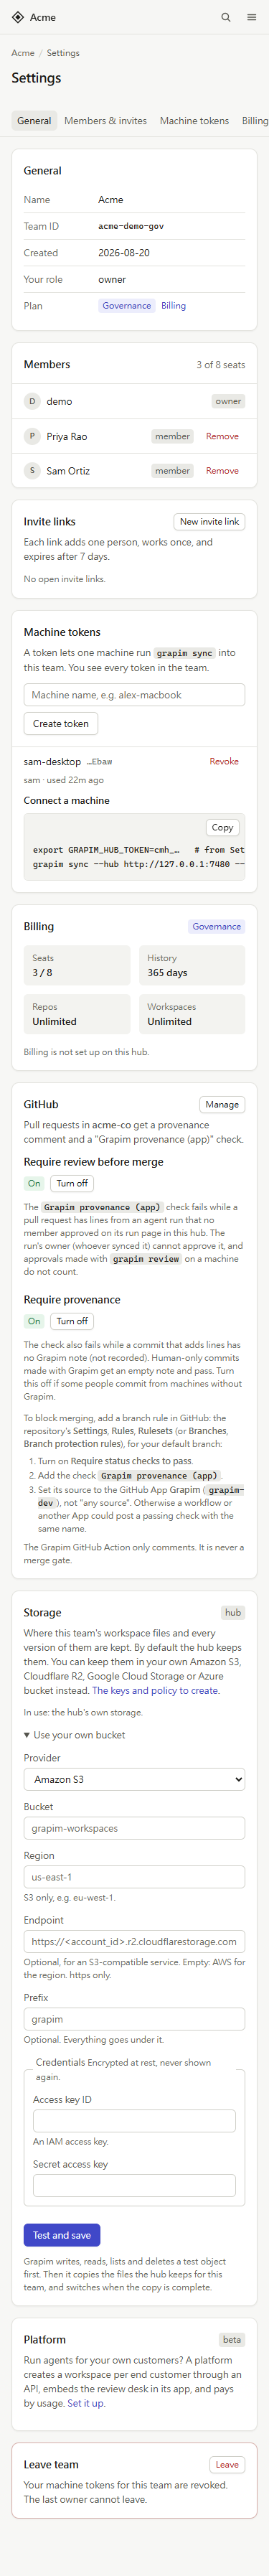 Acme
Acme / Settings
Settings
General Members & invites Machine tokens Billing
General
Name Acme
Team ID acme-demo-gov
Created 2026-08-20
Your role owner
Plan Governance Billing
Members 3 of 8 seats
D demo owner
P Priya Rao member Remove
S Sam Ortiz member Remove
Invite links New invite link
Each link adds one person, works once, and
expires after 7 days.
No open invite links.
Machine tokens
A token lets one machine run grapim sync into
this team. You see every token in the team.
Machine name, e.g. alex-macbook
Create token
sam-desktop …Ebaw Revoke
sam · used 22m ago
Connect a machine
Copy
export GRAPIM_HUB_TOKEN=cmh_… # from Set
grapim sync --hub http://127.0.0.1:7480 --
Billing Governance
Seats History
3 / 8 365 days
Repos Workspaces
Unlimited Unlimited
Billing is not set up on this hub.
GitHub Manage
Pull requests in acme-co get a provenance
comment and a "Grapim provenance (app)" check.
Require review before merge
On Turn off
The Grapim provenance (app) check fails while a
pull request has lines from an agent run that no
member approved on its run page in this hub. The
run's owner (whoever synced it) cannot approve it, and
approvals made with grapim review on a machine
do not count.
Require provenance
On Turn off
The check also fails while a commit that adds lines has
no Grapim note (not recorded). Human-only commits
made with Grapim get an empty note and pass. Turn
this off if some people commit from machines without
Grapim.
To block merging, add a branch rule in GitHub: the
repository's Settings, Rules, Rulesets (or Branches,
Branch protection rules), for your default branch:
1. Turn on Require status checks to pass.
2. Add the check Grapim provenance (app).
3. Set its source to the GitHub App Grapim (grapim-
dev), not "any source". Otherwise a workflow or
another App could post a passing check with the
same name.
The Grapim GitHub Action only comments. It is never a
merge gate.
Storage hub
Where this team's workspace files and every
version of them are kept. By default the hub keeps
them. You can keep them in your own Amazon S3,
Cloudflare R2, Google Cloud Storage or Azure
bucket instead. The keys and policy to create.
In use: the hub's own storage.
▼ Use your own bucket
Provider
Amazon S3
Bucket
grapim-workspaces
Region
us-east-1
S3 only, e.g. eu-west-1.
Endpoint
https://<account_id>.r2.cloudflarestorage.com
Optional, for an S3-compatible service. Empty: AWS for
the region. https only.
Prefix
grapim
Optional. Everything goes under it.
Credentials Encrypted at rest, never shown
again.
Access key ID
An IAM access key.
Secret access key
Test and save
Grapim writes, reads, lists and deletes a test object
first. Then it copies the files the hub keeps for this
team, and switches when the copy is complete.
Platform beta
Run agents for your own customers? A platform
creates a workspace per end customer through an
API, embeds the review desk in its app, and pays
by usage. Set it up.
Leave team Leave
Your machine tokens for this team are revoked.
The last owner cannot leave.